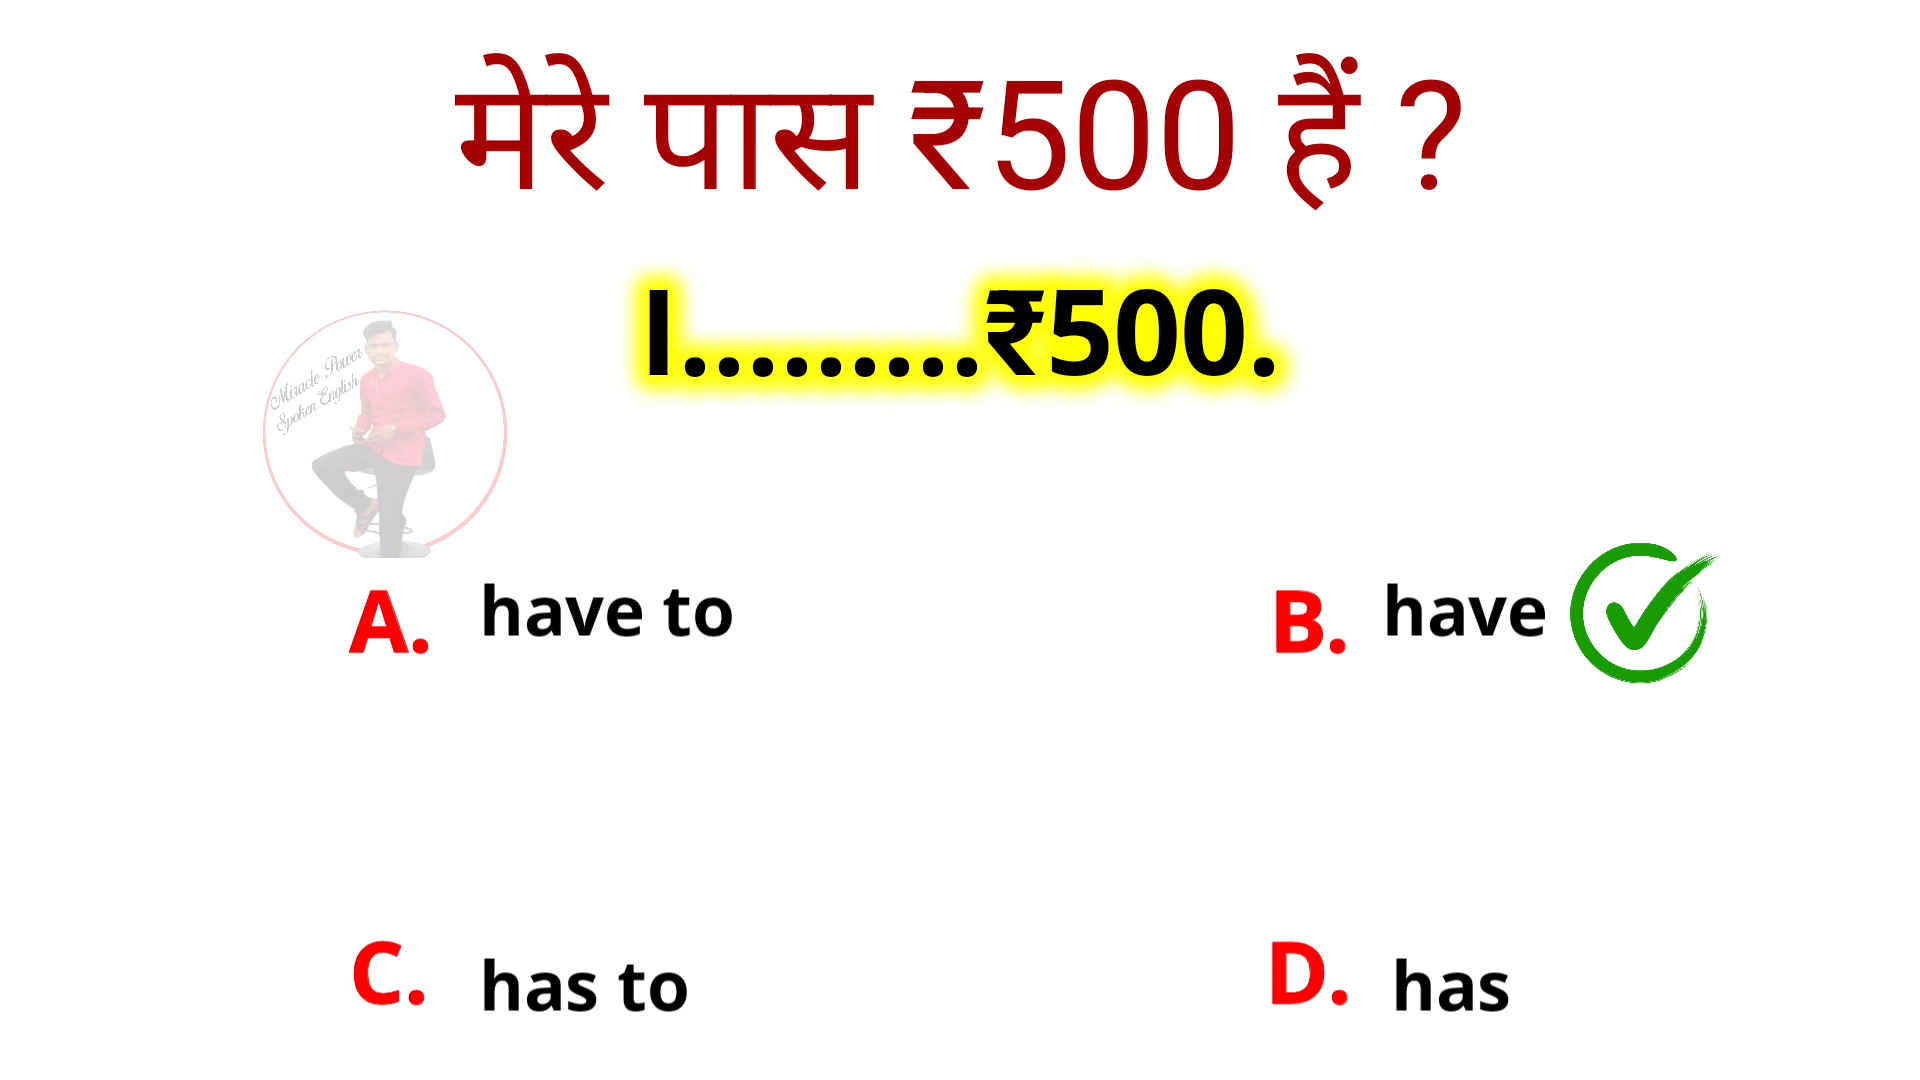 मेरे पास ₹500 हैं ?
I.........₹500.
Miracle Power
Spoken English
A. have to
B. have
C. has to
D. has